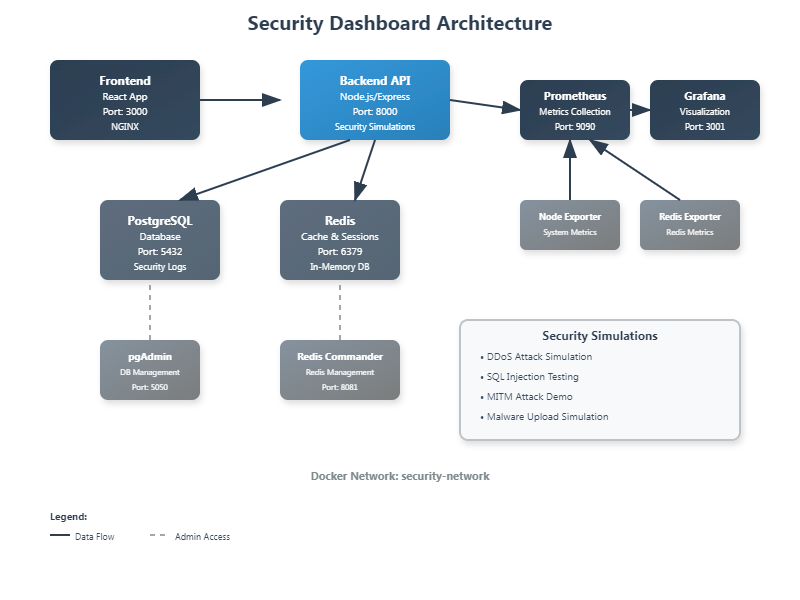 Security Dashboard Architecture
Frontend
React App
Port: 3000
NGINX
Backend API
Node.js/Express
Port: 8000
Security Simulations
Prometheus
Metrics Collection
Port: 9090
Grafana
Visualization
Port: 3001
PostgreSQL
Database
Port: 5432
Security Logs
Redis
Cache & Sessions
Port: 6379
In-Memory DB
Node Exporter
System Metrics
Redis Exporter
Redis Metrics
pgAdmin
DB Management
Port: 5050
Redis Commander
Redis Management
Port: 8081
Security Simulations
• DDoS Attack Simulation
• SQL Injection Testing
• MITM Attack Demo
• Malware Upload Simulation
Docker Network: security-network
Legend:
Data Flow
Admin Access